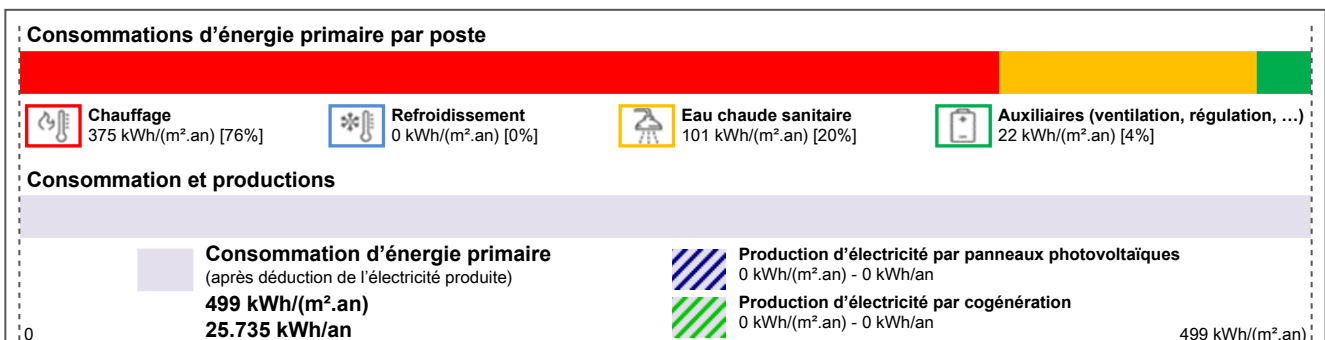 Consommations d’énergie primaire par poste
Chauffage
375 kWh/(m².an) [76%]
Refroidissement
0 kWh/(m².an) [0%]
Eau chaude sanitaire
101 kWh/(m².an) [20%]
Auxiliaires (ventilation, régulation, …)
22 kWh/(m².an) [4%]
Consommation et productions
Consommation d’énergie primaire
(après déduction de l’électricité produite)
499 kWh/(m².an)
25.735 kWh/an
Production d’électricité par panneaux photovoltaïques
0 kWh/(m².an) - 0 kWh/an
Production d’électricité par cogénération
0 kWh/(m².an) - 0 kWh/an
0
499 kWh/(m².an)